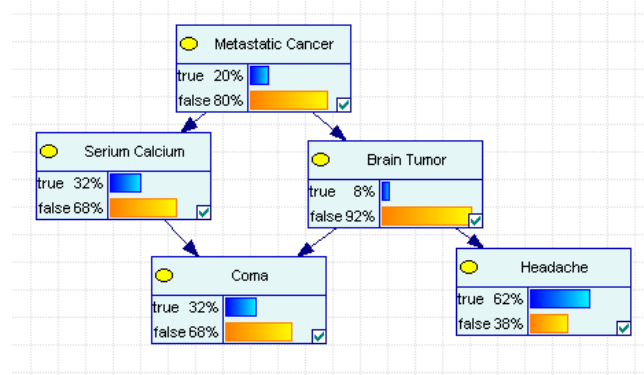 Metastatic Cancer
true 20%
false 80%
Serium Calcium
true 32%
false 68%
Brain Tumor
true 8%
false 92%
Coma
true 32%
false 68%
Headache
true 62%
false 38%